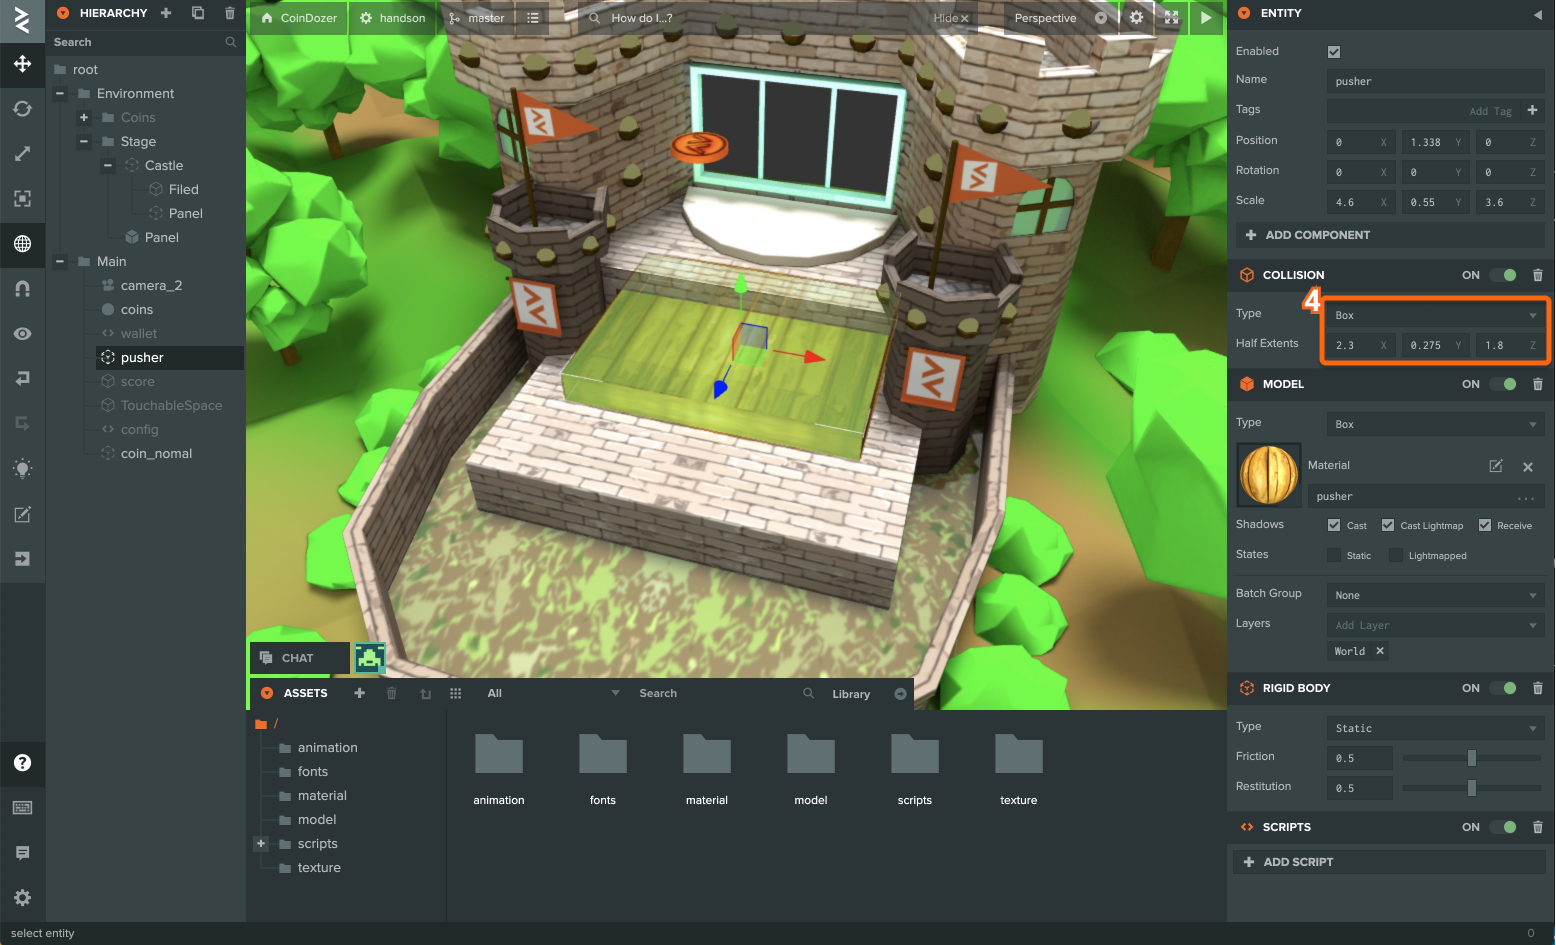 HIERARCHY
Search
root
Environment
Coins
Stage
Castle
Filed
Panel
Panel
Main
camera_2
coins
wallet
pusher
score
TouchableSpace
config
coin_nomal
select entity
CoinDozer
handson
master
How do I...?
Hide
Perspective
CHAT
ASSETS
All
Search
Library
/
animation
fonts
material
model
scripts
texture
animation
fonts
material
model
scripts
texture
ENTITY
Enabled
Name pusher
Tags Add Tag
Position 0 X 1.338 Y 0 Z
Rotation 0 X 0 Y 0 Z
Scale 4.6 X 0.55 Y 3.6 Z
ADD COMPONENT
COLLISION ON
4
Type Box
Half Extents 2.3 X 0.275 Y 1.8 Z
MODEL ON
Type Box
Material
pusher ...
Shadows Cast Cast Lightmap Receive
States Static Lightmapped
Batch Group None
Layers Add Layer
World
RIGID BODY ON
Type Static
Friction 0.5
Restitution 0.5
SCRIPTS ON
ADD SCRIPT
0